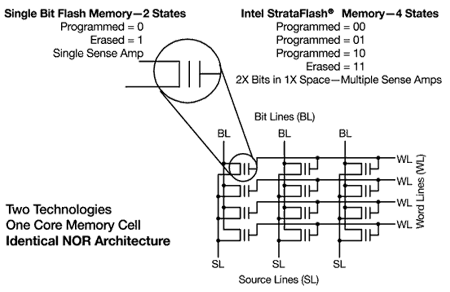 Single Bit Flash Memory—2 States
Programmed = 0
Erased = 1
Single Sense Amp
Intel StrataFlash® Memory—4 States
Programmed = 00
Programmed = 01
Programmed = 10
Erased = 11
2X Bits in 1X Space—Multiple Sense Amps
Bit Lines (BL)
BL BL BL
WL
WL
WL
WL
Word Lines (WL)
Two Technologies
One Core Memory Cell
Identical NOR Architecture
SL SL SL
Source Lines (SL)